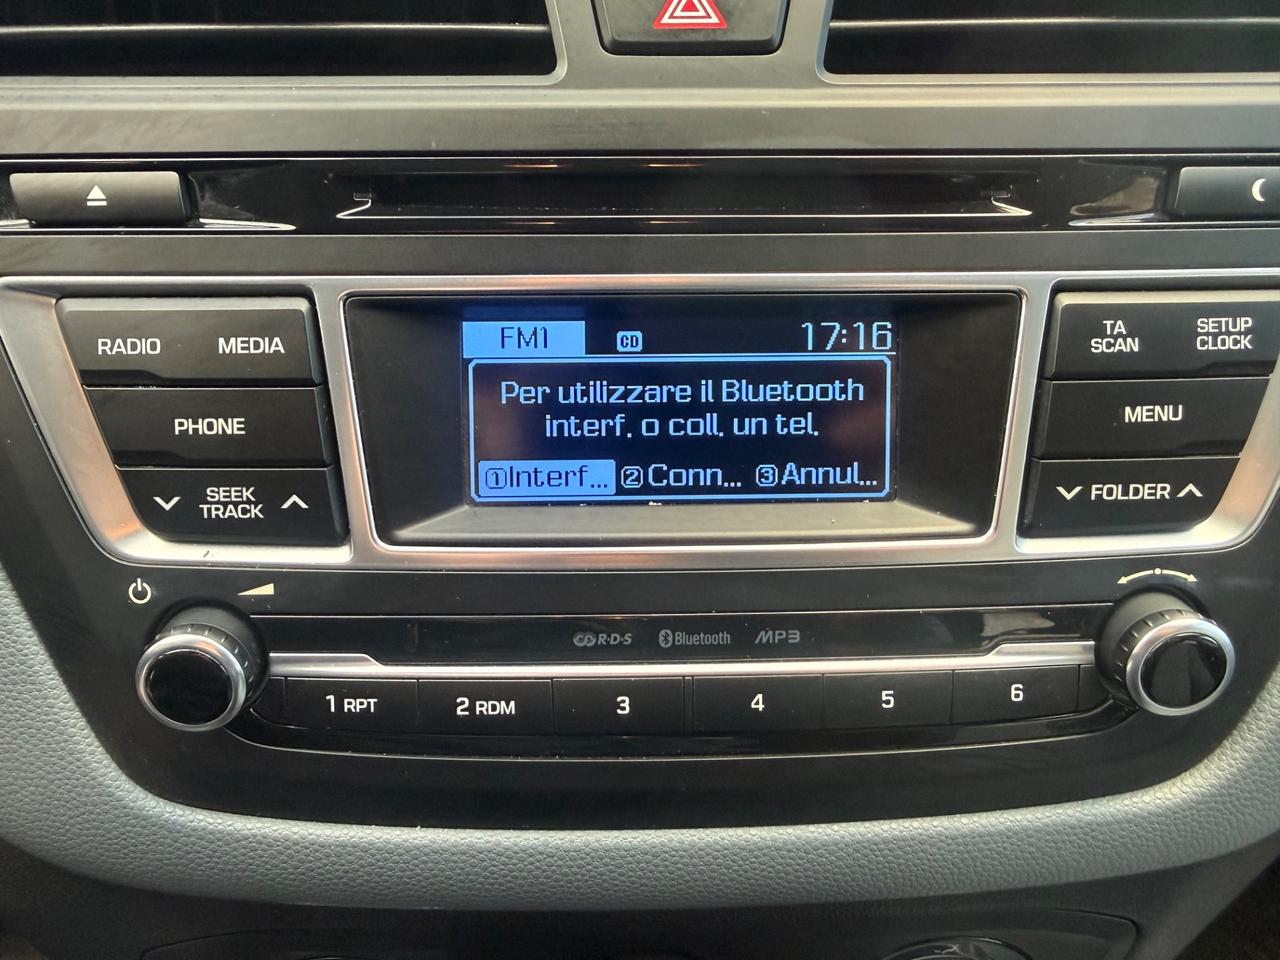 RADIO MEDIA
PHONE
SEEK
TRACK
FM1 CD 17:16
Per utilizzare il Bluetooth
interf. o coll. un tel.
①Interf... ②Conn... ③Annul...
TA
SCAN
SETUP
CLOCK
MENU
FOLDER
R·D·S Bluetooth MP3
1 RPT 2 RDM 3 4 5 6